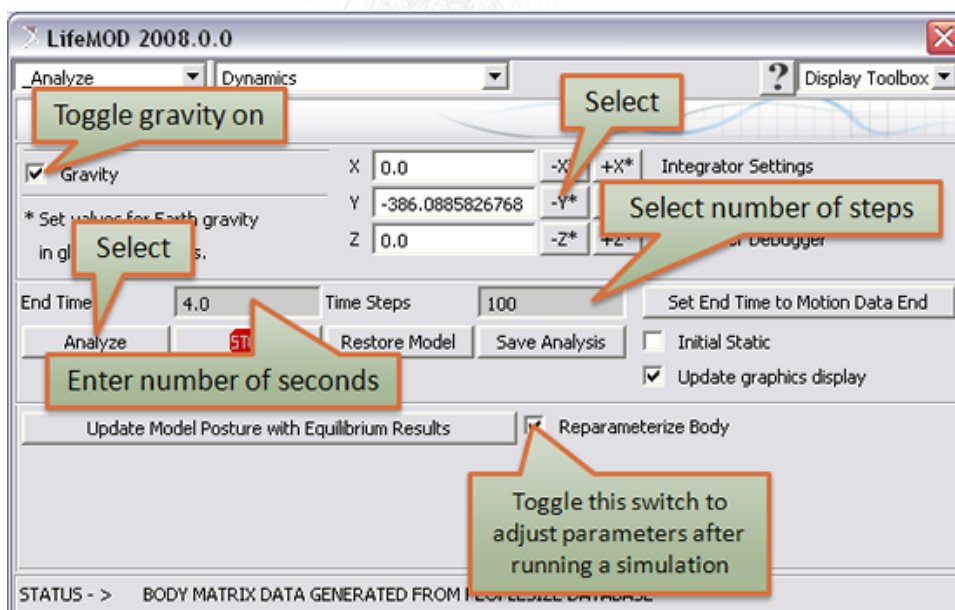 LifeMOD 2008.0.0
_Analyze Dynamics ? Display Toolbox
Toggle gravity on
Select
Gravity
X 0.0 -X* +X* Integrator Settings
Y -386.0885826768 -Y*
Select number of steps
* Set values for Earth gravity
Z 0.0 -Z* +Z* Debugger
in
Select
End Time 4.0 Time Steps 100 Set End Time to Motion Data End
Analyze Restore Model Save Analysis Initial Static
Enter number of seconds
Update graphics display
Update Model Posture with Equilibrium Results Reparameterize Body
Toggle this switch to
adjust parameters after
running a simulation
STATUS - > BODY MATRIX DATA GENERATED FROM PEOPLESIZE DATABASE